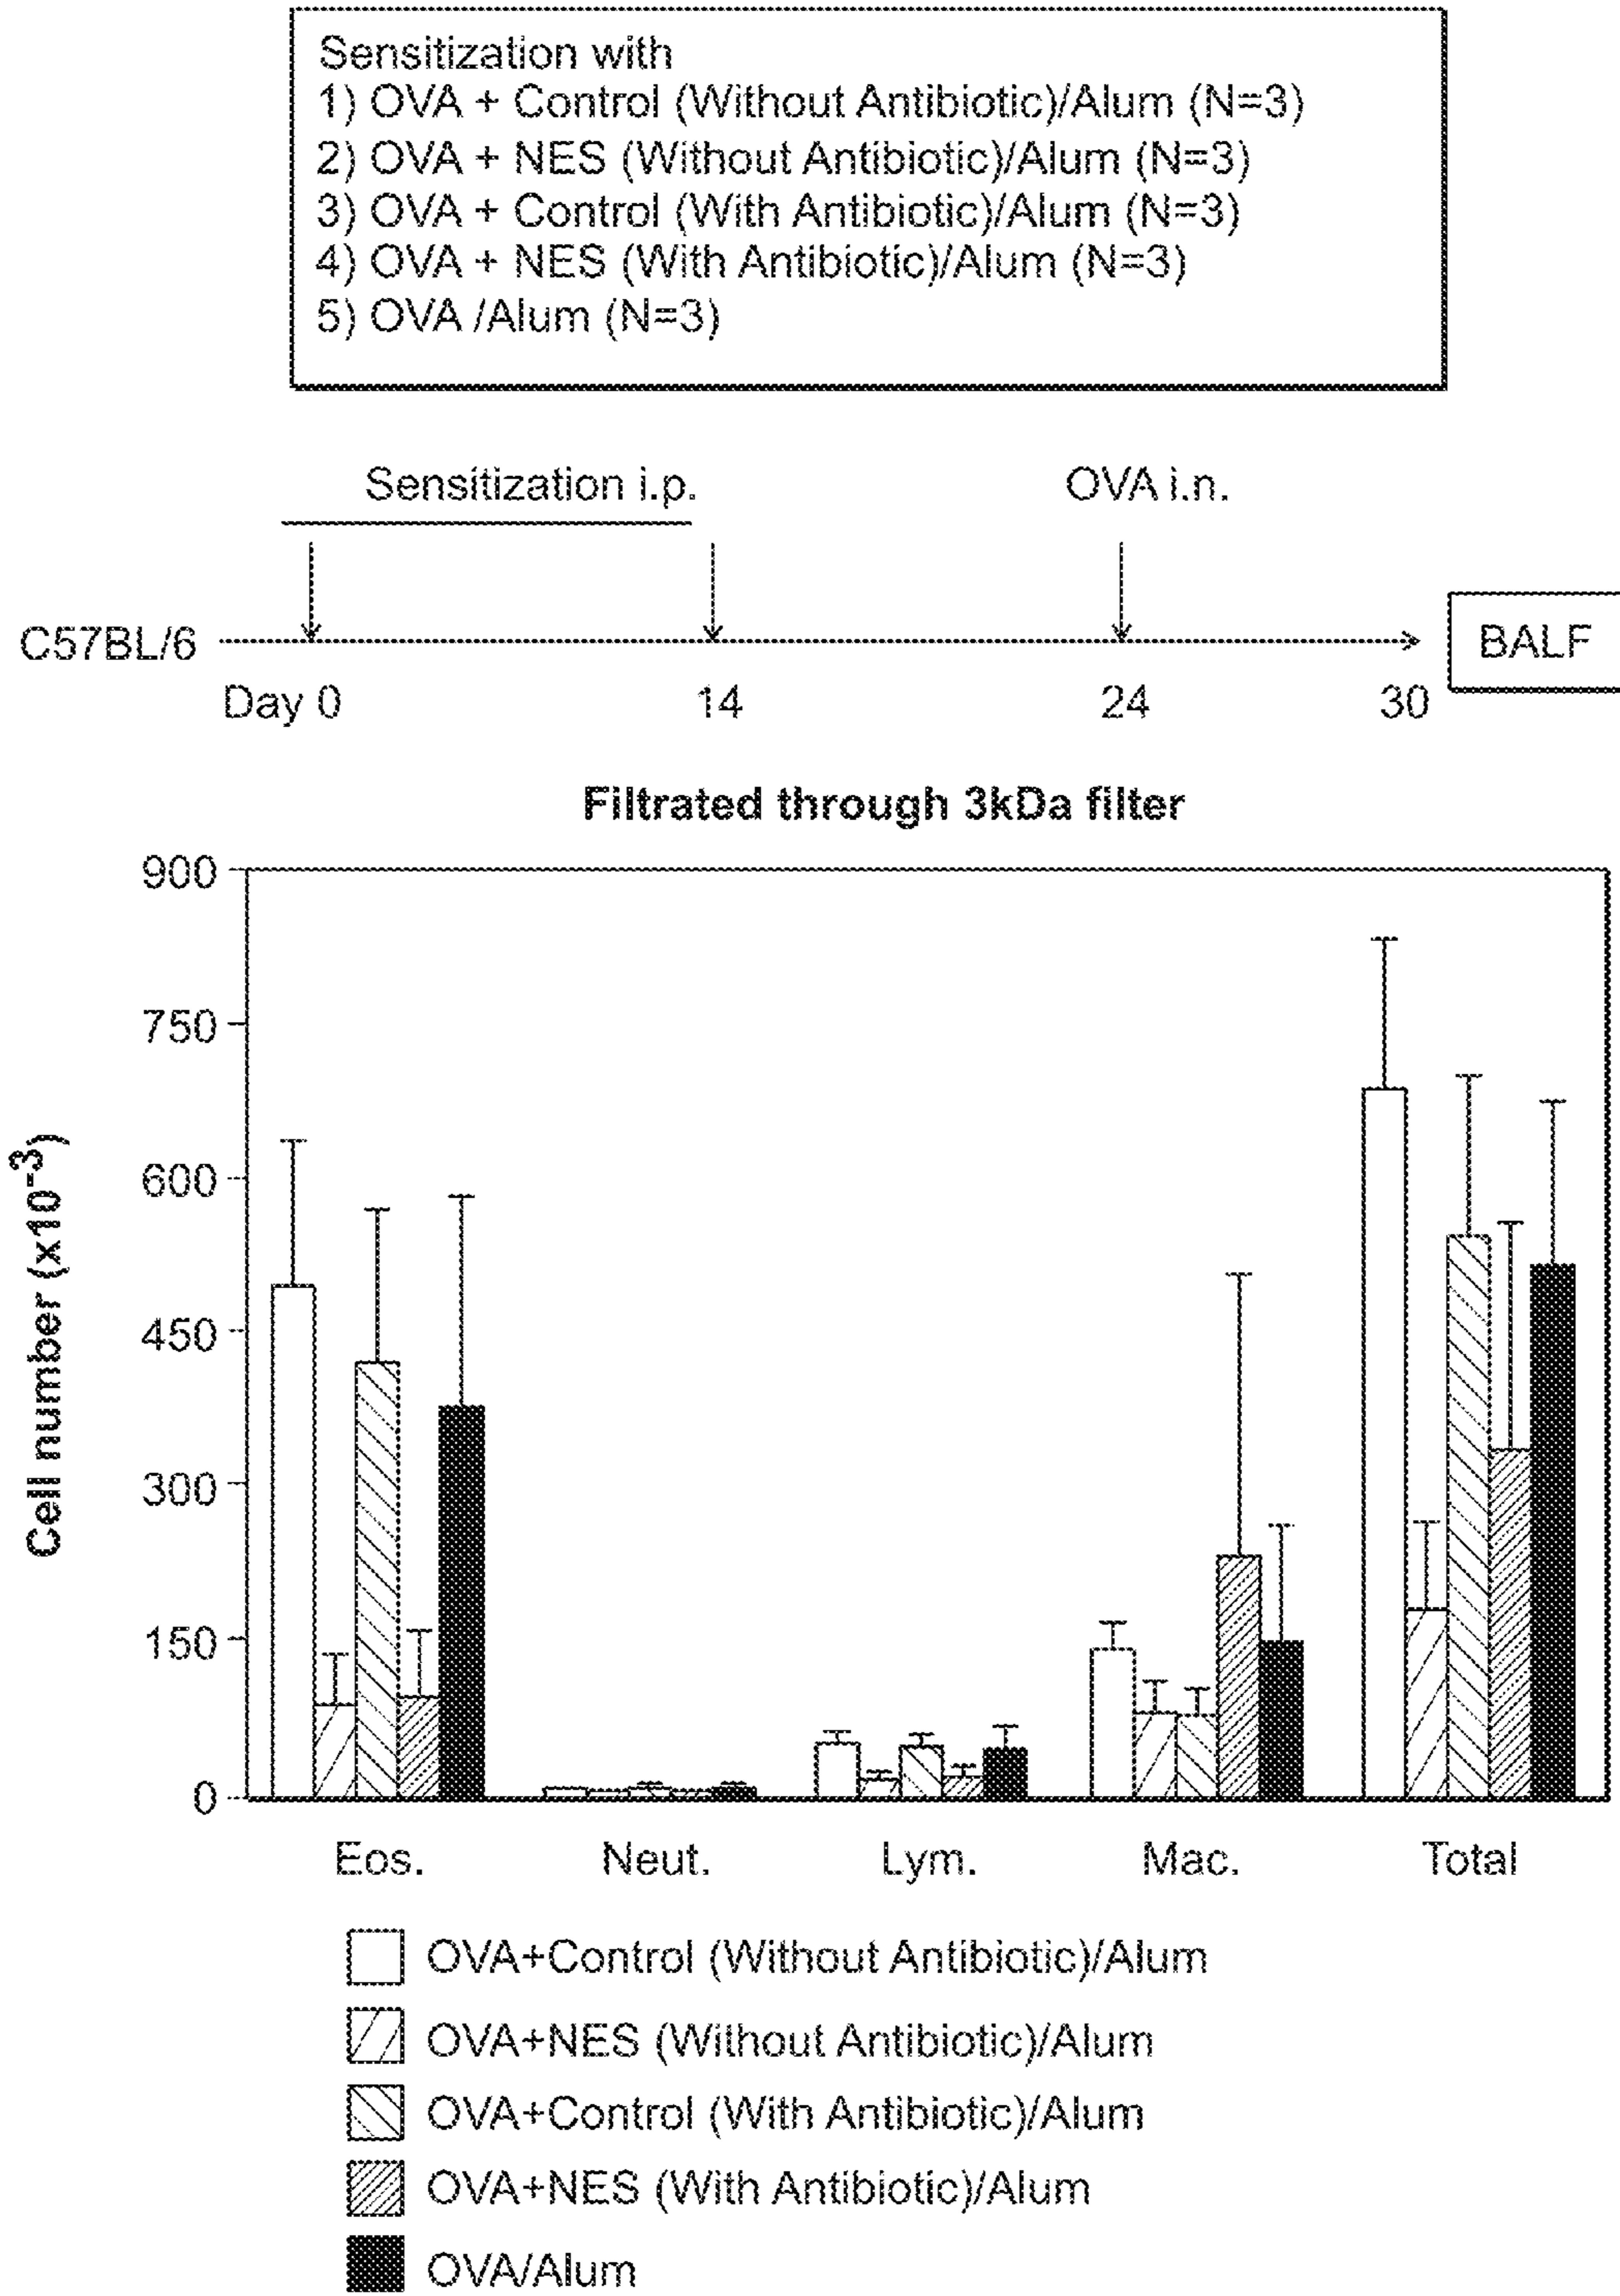 Sensitization with
1) OVA + Control (Without Antibiotic)/Alum (N=3)
2) OVA + NES (Without Antibiotic)/Alum (N=3)
3) OVA + Control (With Antibiotic)/Alum (N=3)
4) OVA + NES (With Antibiotic)/Alum (N=3)
5) OVA /Alum (N=3)
Sensitization i.p.
OVA i.n.
C57BL/6
BALF
Day 0
14
24
30
Filtrated through 3kDa filter
Cell number (x10⁻³)
900
750
600
450
300
150
0
Eos.
Neut.
Lym.
Mac.
Total
OVA+Control (Without Antibiotic)/Alum
OVA+NES (Without Antibiotic)/Alum
OVA+Control (With Antibiotic)/Alum
OVA+NES (With Antibiotic)/Alum
OVA/Alum